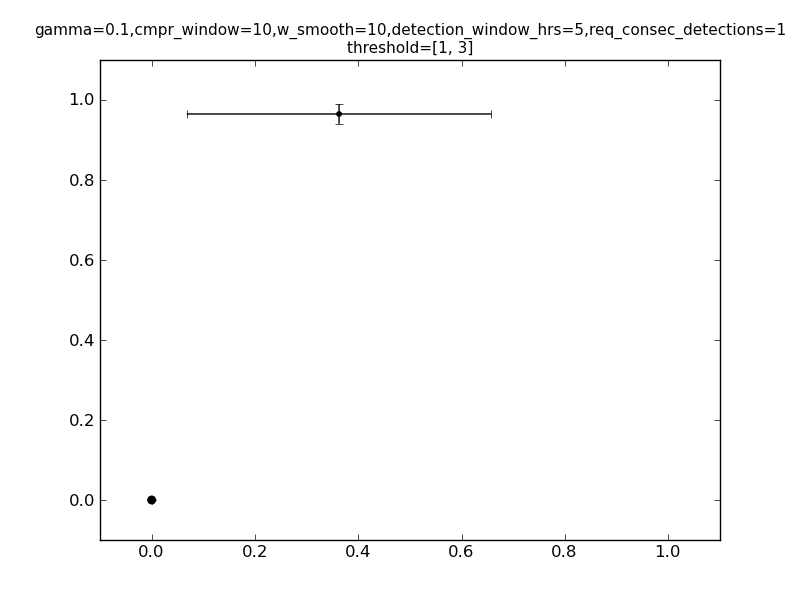 gamma=0.1,cmpr_window=10,w_smooth=10,detection_window_hrs=5,req_consec_detections=1
threshold=[1, 3]
1.0
0.8
0.6
0.4
0.2
0.0
0.0 0.2 0.4 0.6 0.8 1.0